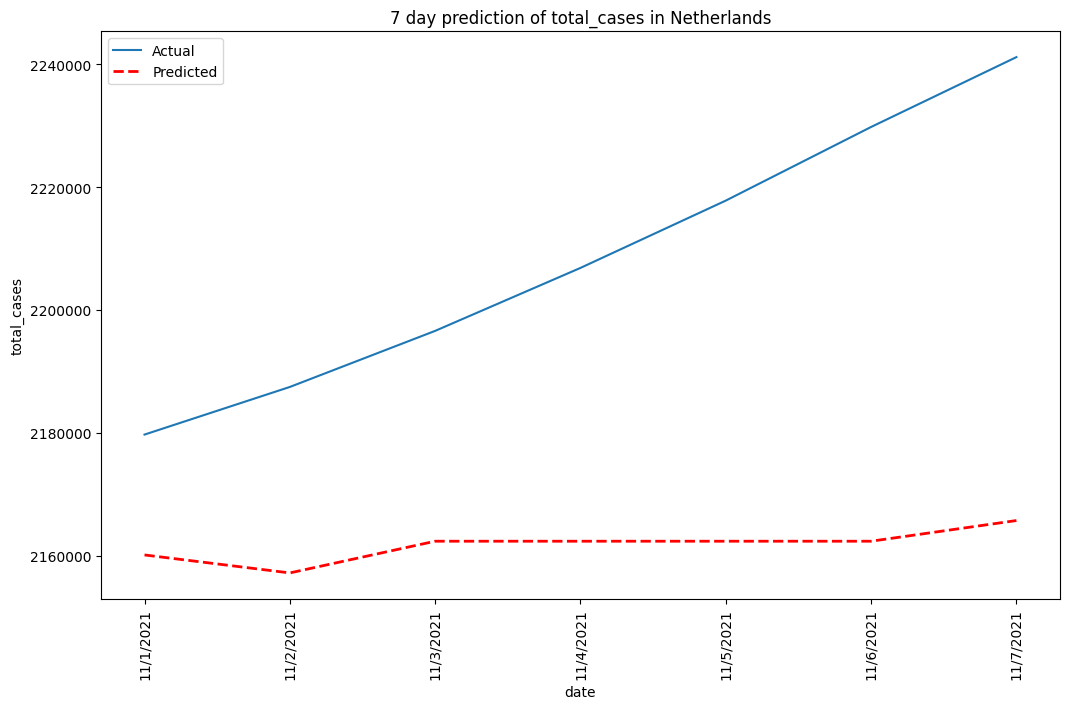 7 day prediction of total_cases in Netherlands
Actual
Predicted
total_cases
2240000
2220000
2200000
2180000
2160000
11/1/2021
11/2/2021
11/3/2021
11/4/2021
11/5/2021
11/6/2021
11/7/2021
date